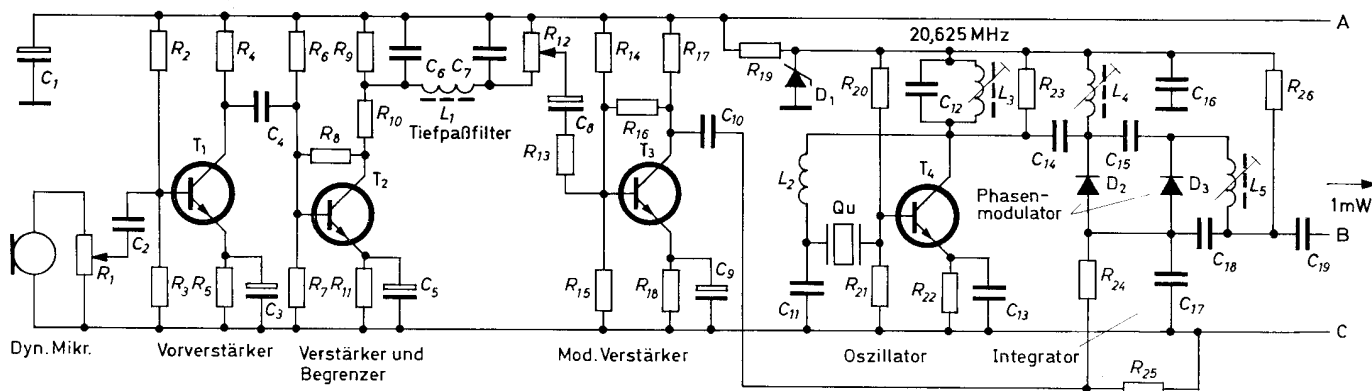 A
20,625 MHz
C1
R2
R4
R6
R9
C6
C7
R12
R14
R17
R19
D1
R20
C12
L3
R23
L4
C16
R26
C4
R8
R10
L1
Tiefpaßfilter
C8
R13
R16
C10
C14
C15
T1
T2
T3
L2
T4
D2
D3
L5
Phasen-
modulator
1mW
Qu
B
R1
C2
R3
R5
C3
R7
R11
C5
R15
R18
C9
C11
R21
R22
C13
R24
C17
C18
C19
C
Dyn. Mikr.
Vorverstärker
Verstärker und
Begrenzer
Mod. Verstärker
Oszillator
Integrator
R25